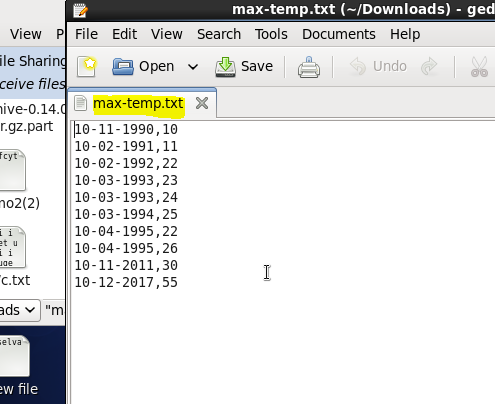 max-temp.txt (~/Downloads) - ged
View P
File Edit View Search Tools Documents Help
ile Sharing
ceive files
Open Save Undo
hive-0.14.0
r.gz.part
max-temp.txt
10-11-1990,10
10-02-1991,11
10-02-1992,22
10-03-1993,23
10-03-1993,24
10-03-1994,25
10-04-1995,22
10-04-1995,26
10-11-2011,30
10-12-2017,55
fcyt
mo2(2)
c.txt
ads "m
selva
ew file